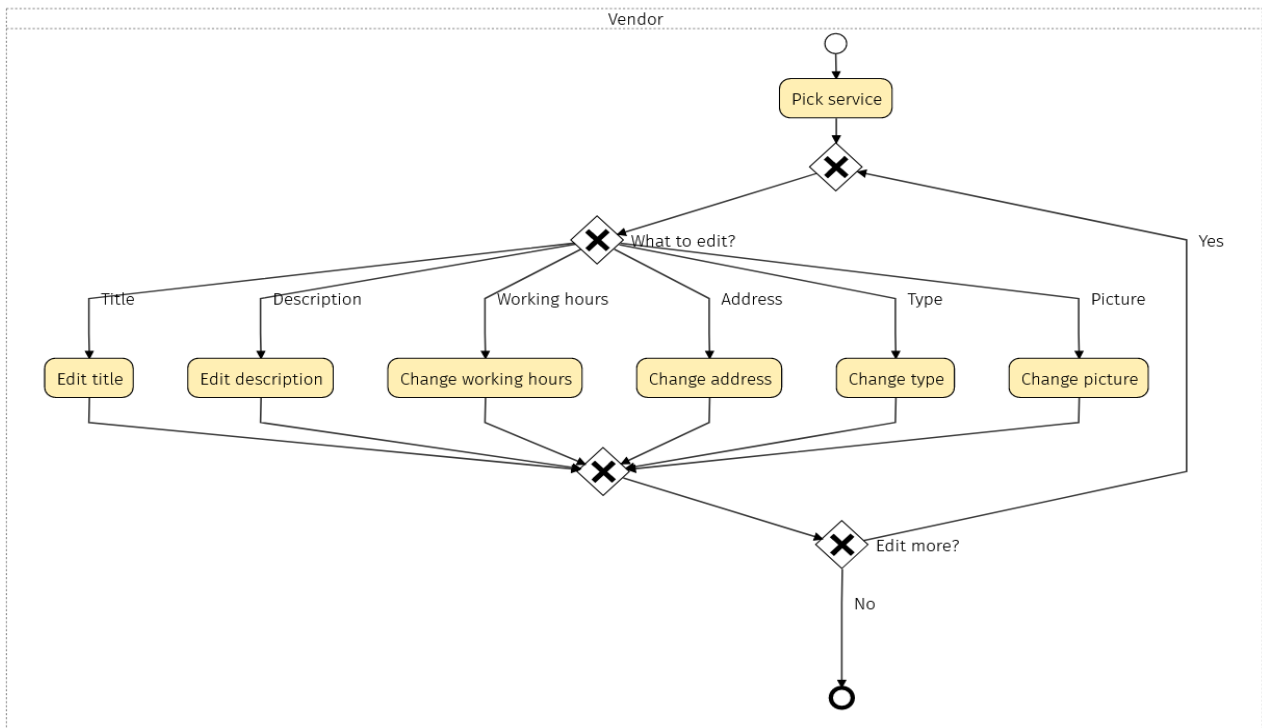 Vendor
Pick service
What to edit?
Yes
Title
Description
Working hours
Address
Type
Picture
Edit title
Edit description
Change working hours
Change address
Change type
Change picture
Edit more?
No